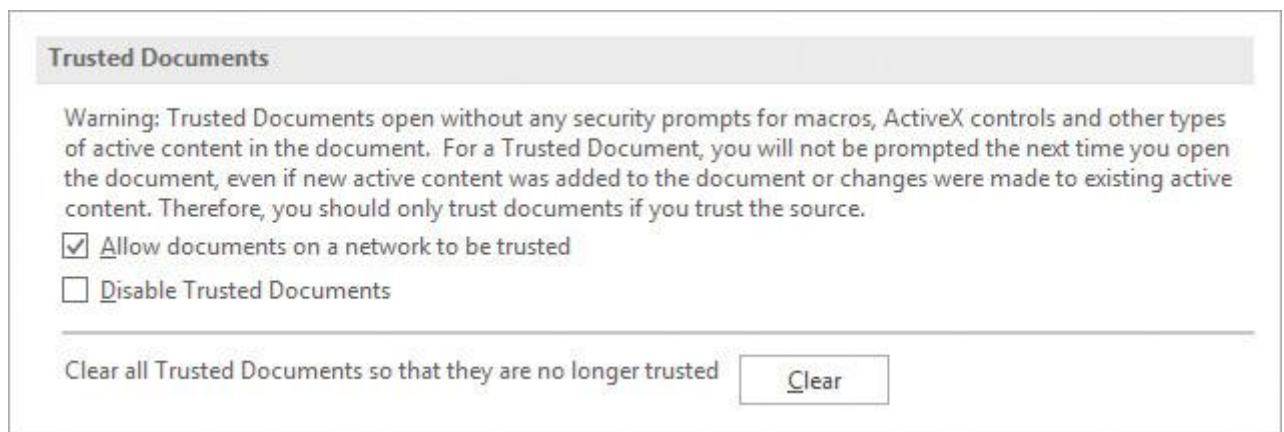 Trusted Documents
Warning: Trusted Documents open without any security prompts for macros, ActiveX controls and other types
of active content in the document.  For a Trusted Document, you will not be prompted the next time you open
the document, even if new active content was added to the document or changes were made to existing active
content. Therefore, you should only trust documents if you trust the source.
Allow documents on a network to be trusted
Disable Trusted Documents
Clear all Trusted Documents so that they are no longer trusted Clear